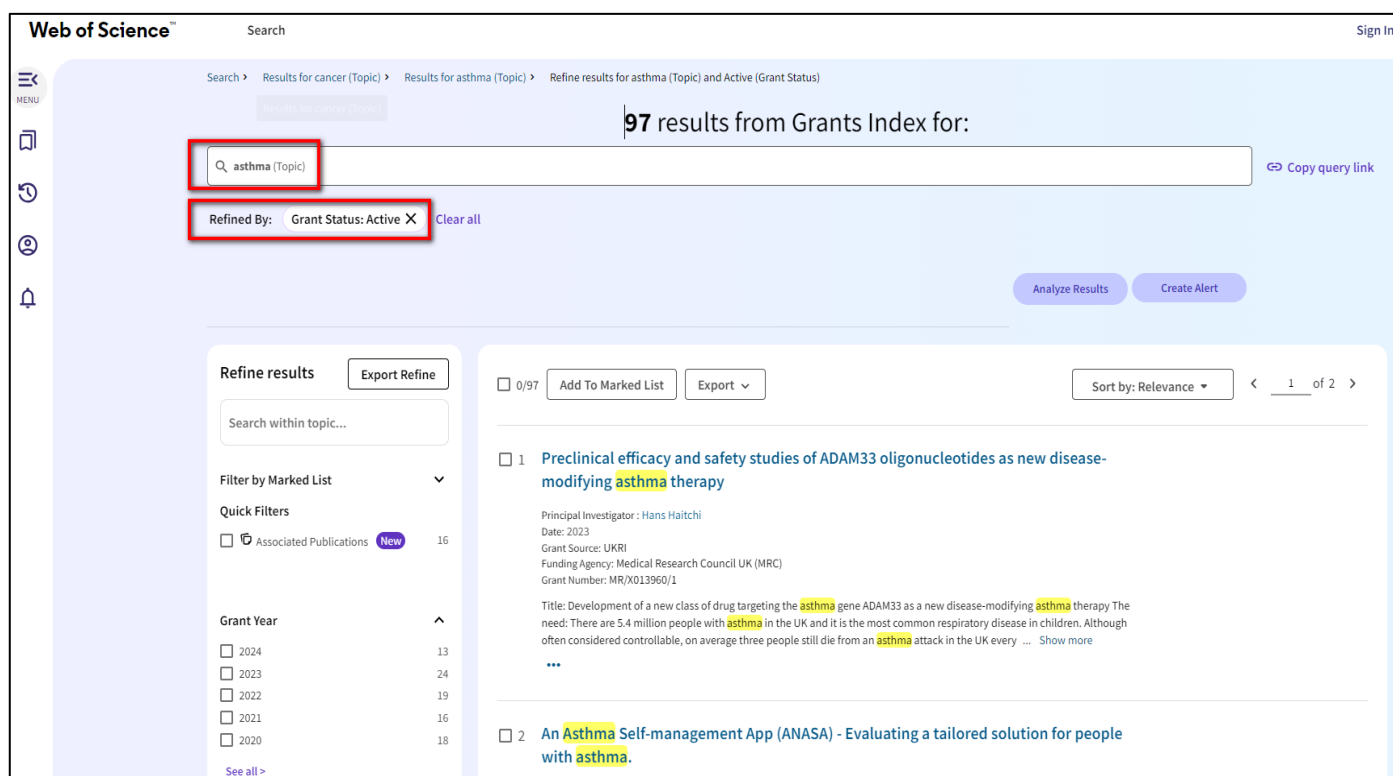 Web of Science™
Search
Sign In
MENU
Search > Results for cancer (Topic) > Results for asthma (Topic) > Refine results for asthma (Topic) and Active (Grant Status)
Results for cancer (Topic)
97 results from Grants Index for:
asthma (Topic)
Copy query link
Refined By: Grant Status: Active X Clear all
Analyze Results Create Alert
Refine results
Export Refine
Search within topic...
Filter by Marked List
Quick Filters
Associated Publications New 16
Grant Year
2024 13
2023 24
2022 19
2021 16
2020 18
See all >
0/97 Add To Marked List Export
Sort by: Relevance
< 1 of 2 >
1 Preclinical efficacy and safety studies of ADAM33 oligonucleotides as new disease-
modifying asthma therapy
Principal Investigator : Hans Haitchi
Date: 2023
Grant Source: UKRI
Funding Agency: Medical Research Council UK (MRC)
Grant Number: MR/X013960/1
Title: Development of a new class of drug targeting the asthma gene ADAM33 as a new disease-modifying asthma therapy The
need: There are 5.4 million people with asthma in the UK and it is the most common respiratory disease in children. Although
often considered controllable, on average three people still die from an asthma attack in the UK every ... Show more
•••
2 An Asthma Self-management App (ANASA) - Evaluating a tailored solution for people
with asthma.